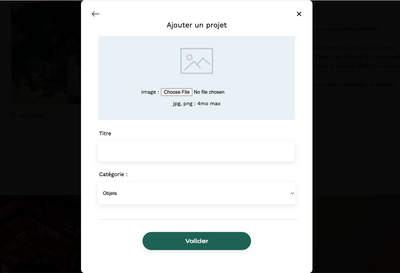 Ajouter un projet
Image : Choose File No file chosen
jpg, png : 4mo max
Titre
Catégorie :
Objets
Valider